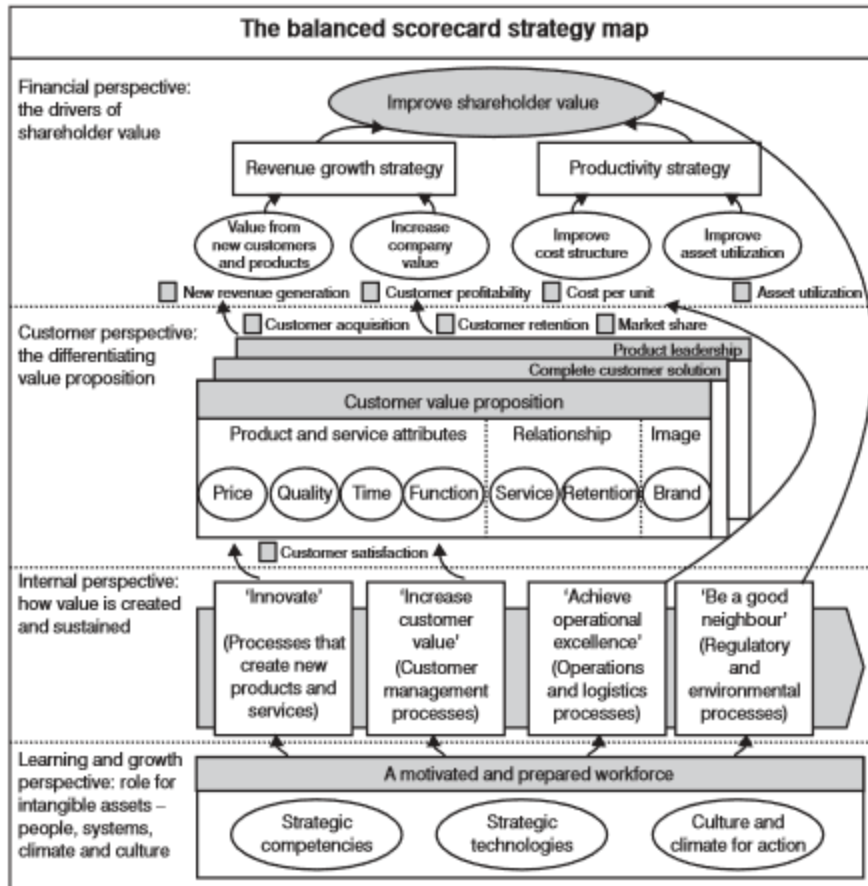 The balanced scorecard strategy map
Financial perspective:
the drivers of
shareholder value
Improve shareholder value
Revenue growth strategy
Productivity strategy
Value from
new customers
and products
Increase
company
value
Improve
cost structure
Improve
asset utilization
New revenue generation
Customer profitability
Cost per unit
Asset utilization
Customer perspective:
the differentiating
value proposition
Customer acquisition
Customer retention
Market share
Product leadership
Complete customer solution
Customer value proposition
Product and service attributes
Relationship
Image
Price
Quality
Time
Function
Service
Retention
Brand
Customer satisfaction
Internal perspective:
how value is created
and sustained
'Innovate'
(Processes that
create new
products and
services)
'Increase
customer
value'
(Customer
management
processes)
'Achieve
operational
excellence'
(Operations
and logistics
processes)
'Be a good
neighbour'
(Regulatory
and
environmental
processes)
Learning and growth
perspective: role for
intangible assets –
people, systems,
climate and culture
A motivated and prepared workforce
Strategic
competencies
Strategic
technologies
Culture and
climate for action